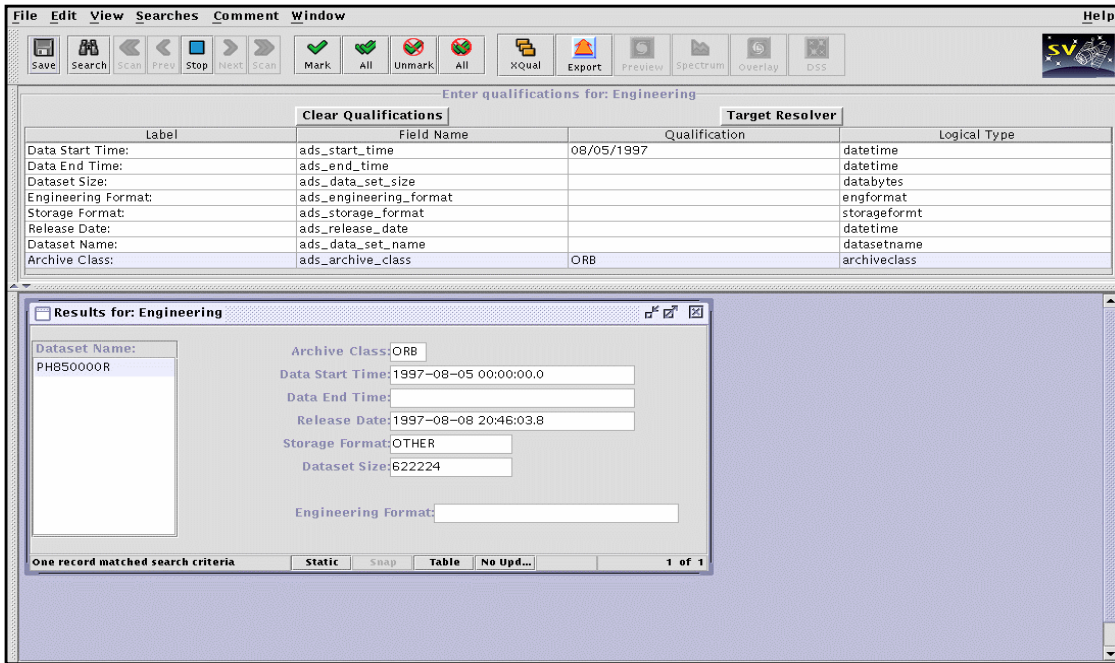 File Edit View Searches Comment Window Help
Save Search Scan Prev Stop Next Scan Mark All Unmark All XQual Export Preview Spectrum Overlay DSS SV
Enter qualifications for: Engineering
Clear Qualifications Target Resolver
Label Field Name Qualification Logical Type
Data Start Time: ads_start_time 08/05/1997 datetime
Data End Time: ads_end_time datetime
Dataset Size: ads_data_set_size databytes
Engineering Format: ads_engineering_format engformat
Storage Format: ads_storage_format storageformt
Release Date: ads_release_date datetime
Dataset Name: ads_data_set_name datasetname
Archive Class: ads_archive_class ORB archiveclass
Results for: Engineering
Dataset Name:
PH850000R
Archive Class: ORB
Data Start Time: 1997-08-05 00:00:00.0
Data End Time:
Release Date: 1997-08-08 20:46:03.8
Storage Format: OTHER
Dataset Size: 622224
Engineering Format:
One record matched search criteria Static Snap Table No Upd... 1 of 1